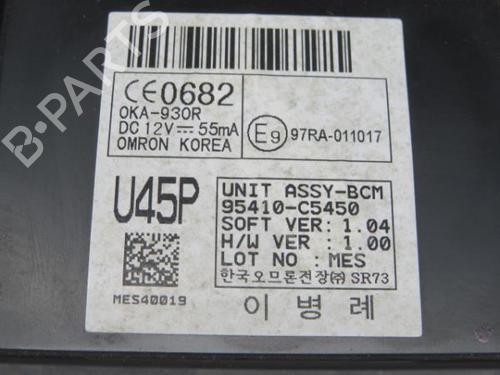 B-PARTS
CE0682
OKA-930R
DC 12V ⎓ 55mA
OMRON KOREA
E9 97RA-011017
U45P
UNIT ASSY-BCM
95410-C5450
SOFT VER: 1.04
H/W VER : 1.00
LOT NO : MES
한국오므론전장㈜ SR73
MES40019
이병례